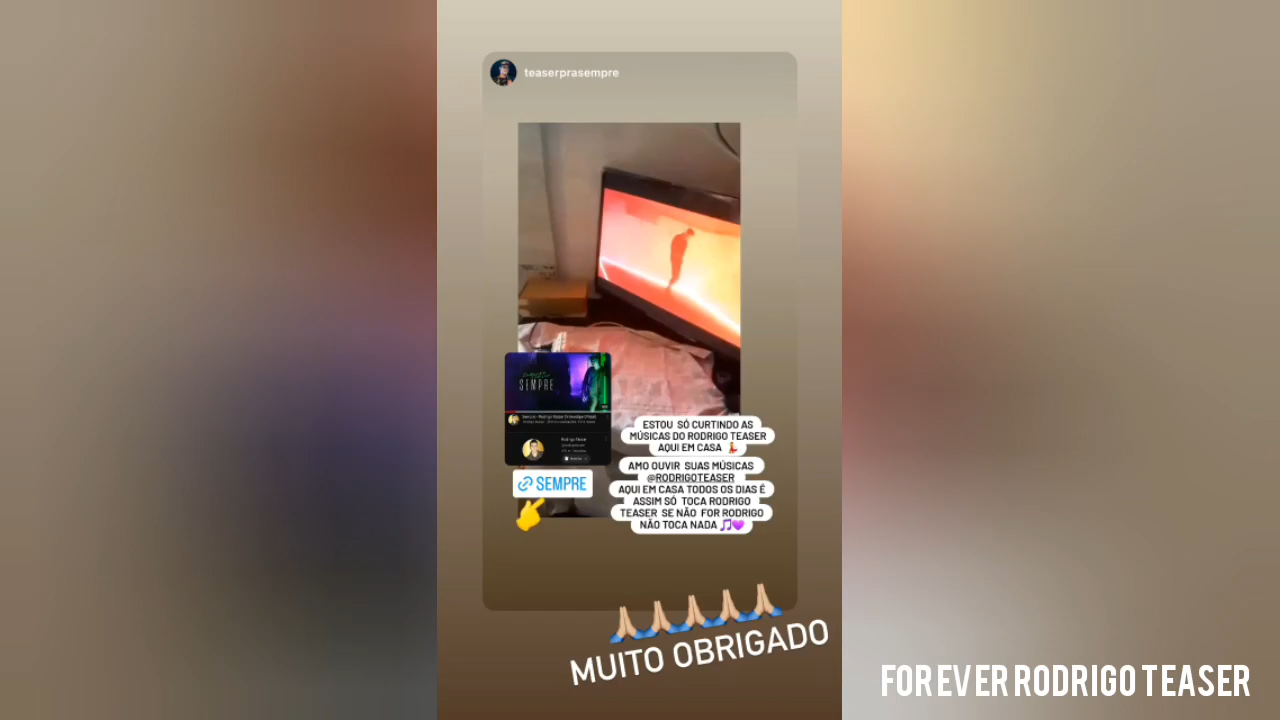 teaserprasempre
SEMPRE
ESTOU SÓ CURTINDO AS
MÚSICAS DO RODRIGO TEASER
AQUI EM CASA 💃
AMO OUVIR SUAS MÚSICAS
@RODRIGOTEASER
AQUI EM CASA TODOS OS DIAS É
ASSIM SÓ TOCA RODRIGO
TEASER SE NÃO FOR RODRIGO
NÃO TOCA NADA 🎵💜
SEMPRE
MUITO OBRIGADO
FOREVER RODRIGO TEASER